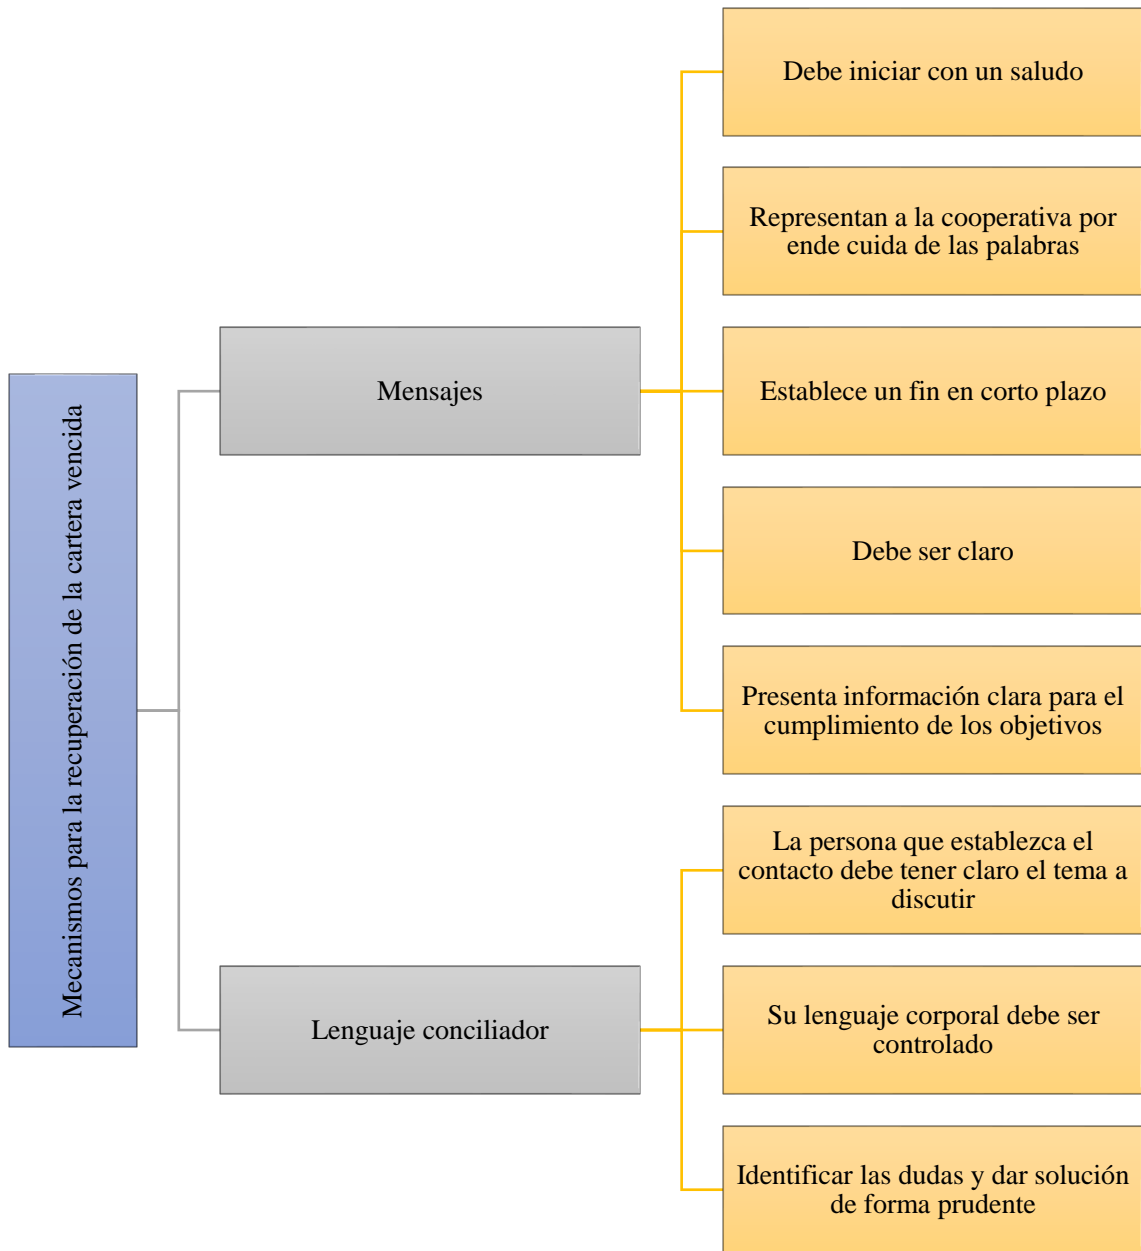 Mecanismos para la recuperación de la cartera vencida
Mensajes
Debe iniciar con un saludo
Representan a la cooperativa por
ende cuida de las palabras
Establece un fin en corto plazo
Debe ser claro
Presenta información clara para el
cumplimiento de los objetivos
Lenguaje conciliador
La persona que establezca el
contacto debe tener claro el tema a
discutir
Su lenguaje corporal debe ser
controlado
Identificar las dudas y dar solución
de forma prudente